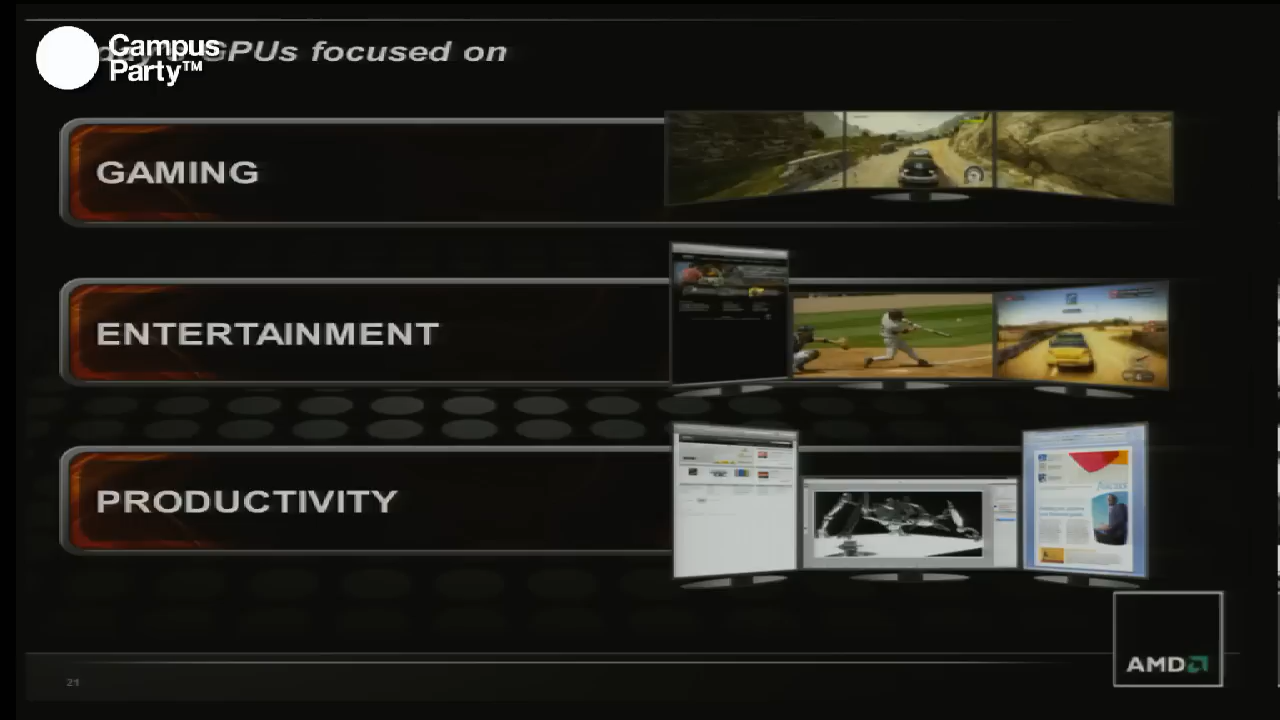 Campus
Party™
GPUs focused on
GAMING
ENTERTAINMENT
PRODUCTIVITY
AMD
21